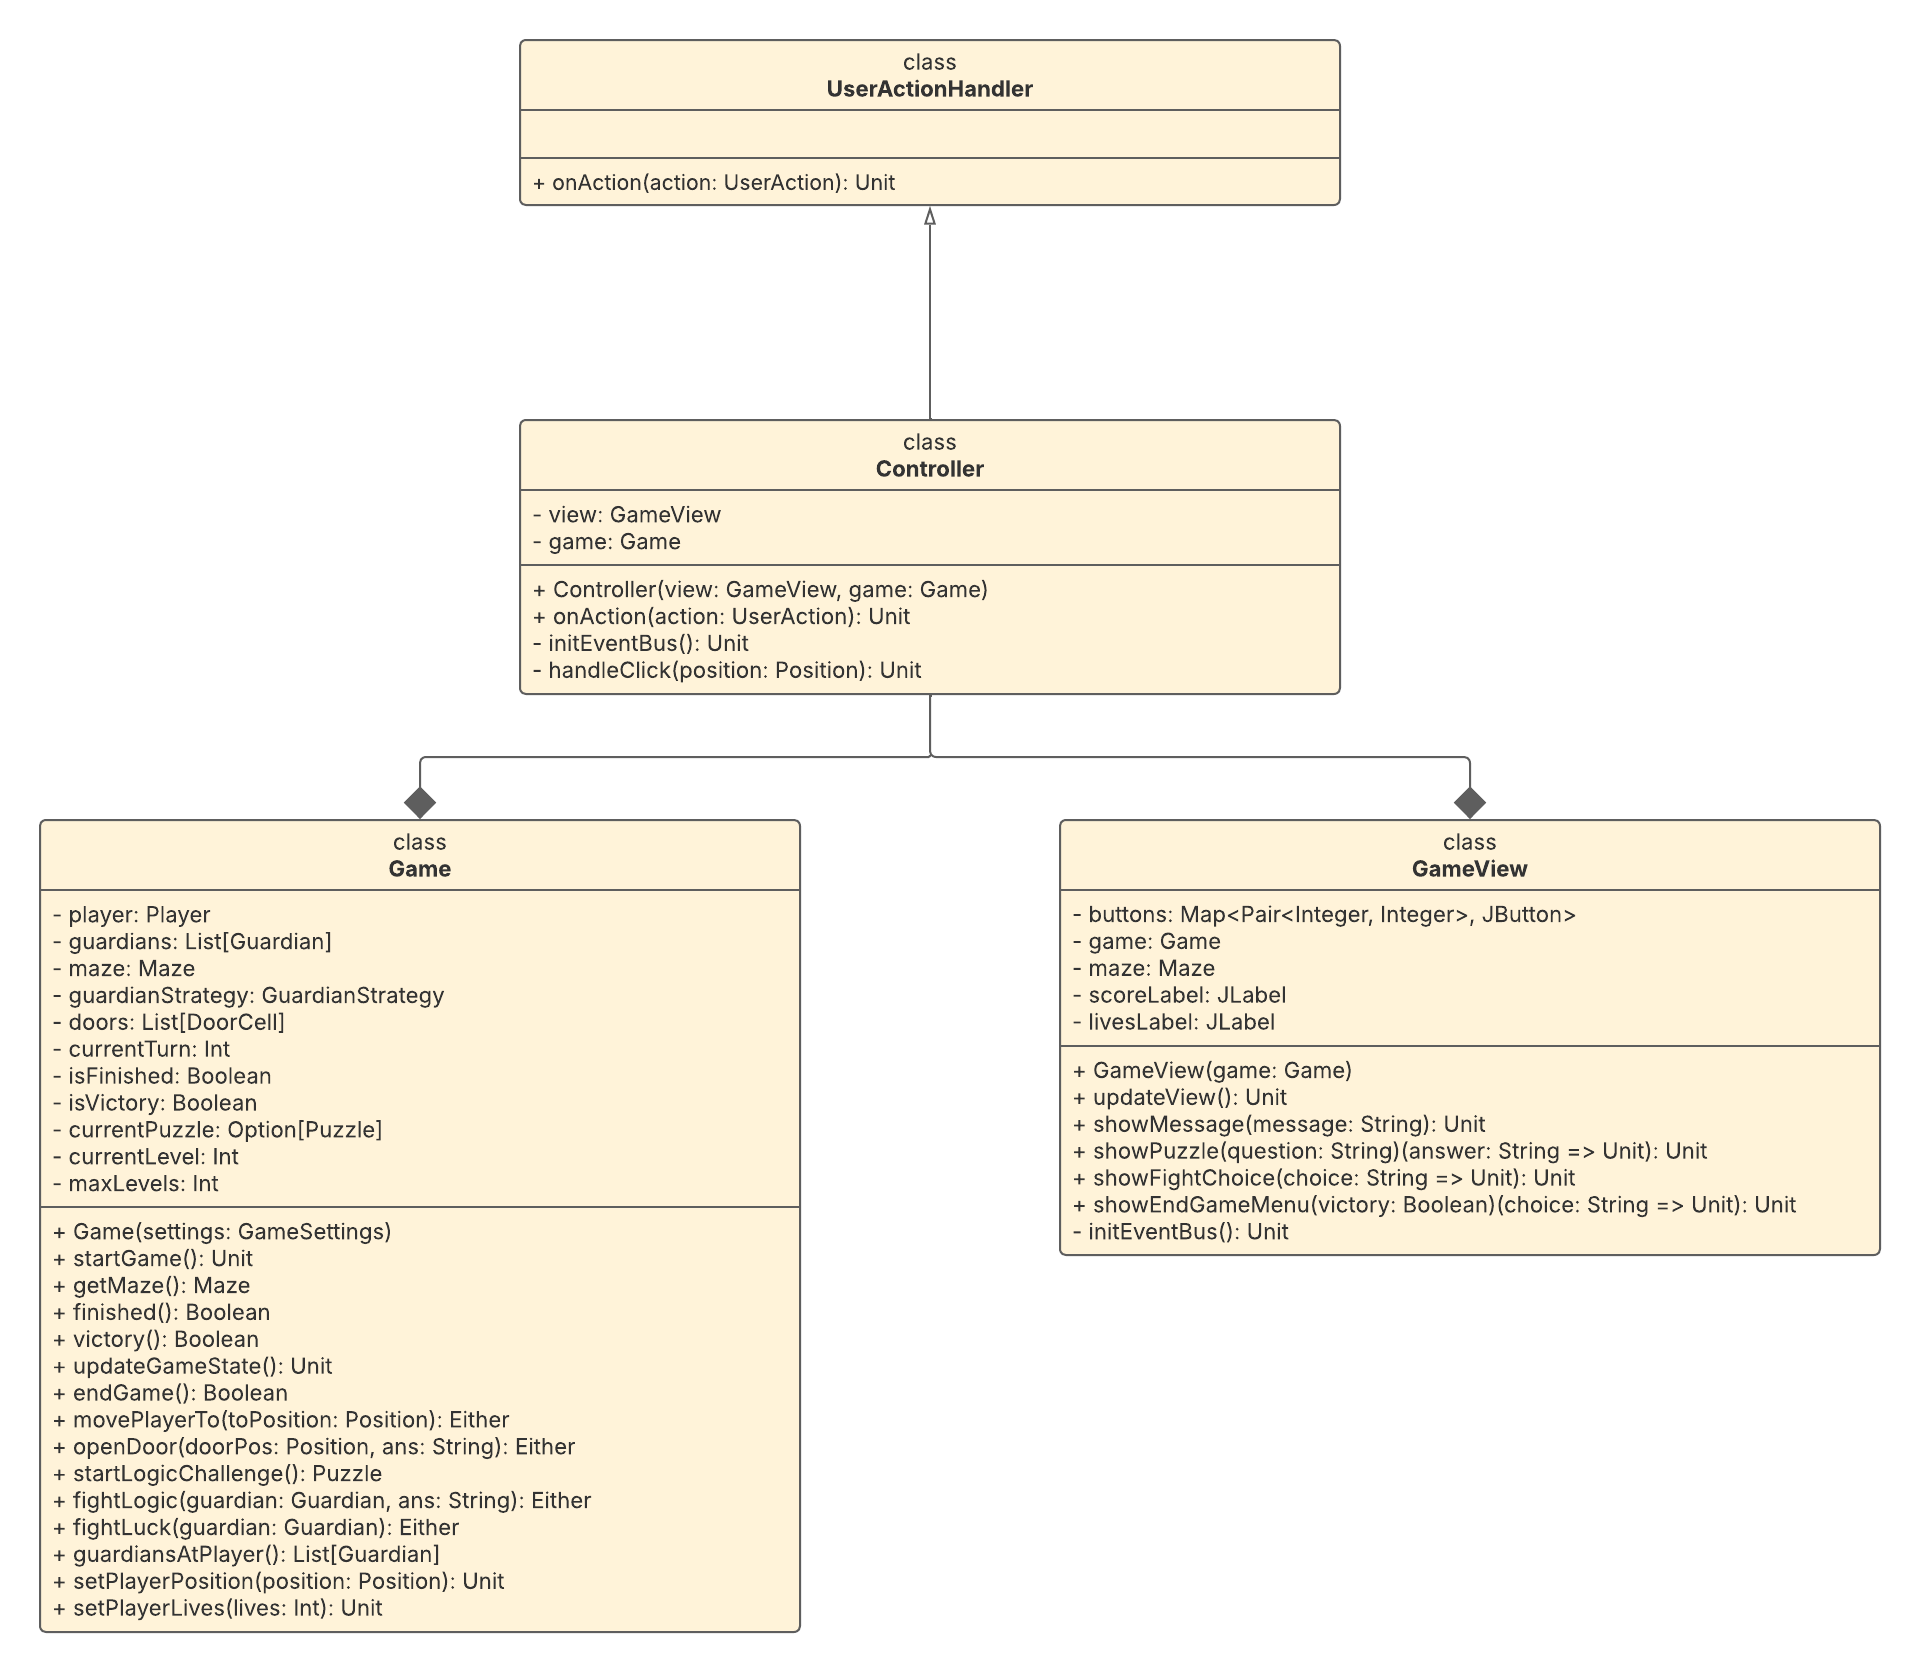 class
UserActionHandler
+ onAction(action: UserAction): Unit
class
Controller
- view: GameView
- game: Game
+ Controller(view: GameView, game: Game)
+ onAction(action: UserAction): Unit
- initEventBus(): Unit
- handleClick(position: Position): Unit
class
Game
- player: Player
- guardians: List[Guardian]
- maze: Maze
- guardianStrategy: GuardianStrategy
- doors: List[DoorCell]
- currentTurn: Int
- isFinished: Boolean
- isVictory: Boolean
- currentPuzzle: Option[Puzzle]
- currentLevel: Int
- maxLevels: Int
+ Game(settings: GameSettings)
+ startGame(): Unit
+ getMaze(): Maze
+ finished(): Boolean
+ victory(): Boolean
+ updateGameState(): Unit
+ endGame(): Boolean
+ movePlayerTo(toPosition: Position): Either
+ openDoor(doorPos: Position, ans: String): Either
+ startLogicChallenge(): Puzzle
+ fightLogic(guardian: Guardian, ans: String): Either
+ fightLuck(guardian: Guardian): Either
+ guardiansAtPlayer(): List[Guardian]
+ setPlayerPosition(position: Position): Unit
+ setPlayerLives(lives: Int): Unit
class
GameView
- buttons: Map<Pair<Integer, Integer>, JButton>
- game: Game
- maze: Maze
- scoreLabel: JLabel
- livesLabel: JLabel
+ GameView(game: Game)
+ updateView(): Unit
+ showMessage(message: String): Unit
+ showPuzzle(question: String)(answer: String => Unit): Unit
+ showFightChoice(choice: String => Unit): Unit
+ showEndGameMenu(victory: Boolean)(choice: String => Unit): Unit
- initEventBus(): Unit